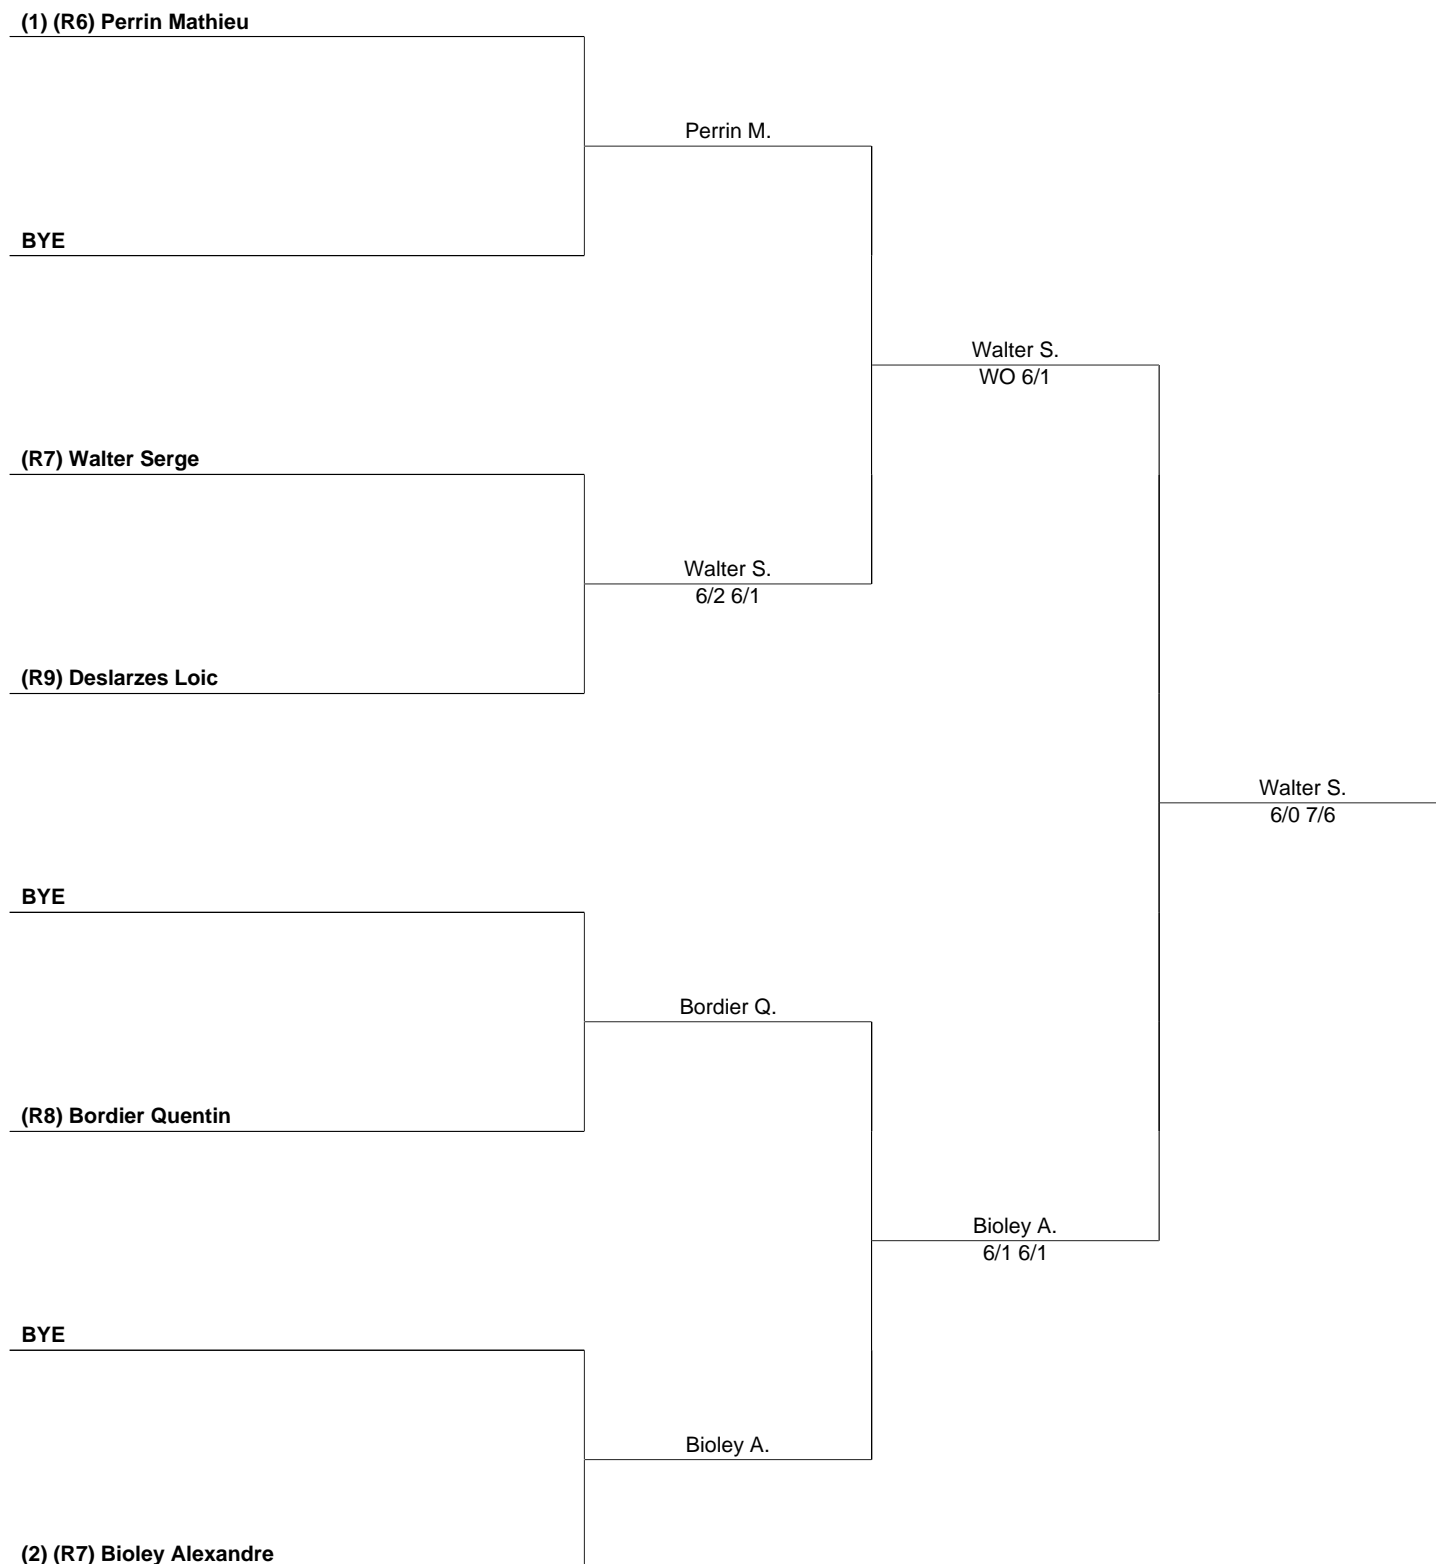 (1) (R6) Perrin Mathieu
Perrin M.
BYE
Walter S.
WO 6/1
(R7) Walter Serge
Walter S.
6/2 6/1
(R9) Deslarzes Loic
Walter S.
6/0 7/6
BYE
Bordier Q.
(R8) Bordier Quentin
Bioley A.
6/1 6/1
BYE
Bioley A.
(2) (R7) Bioley Alexandre